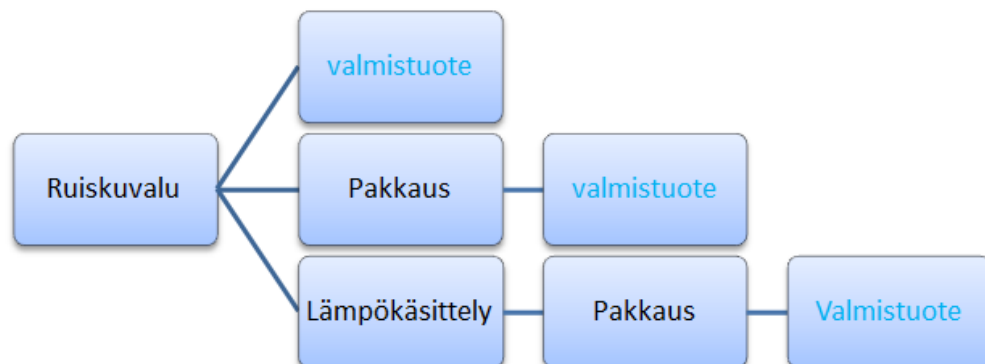 valmistuote
Ruiskuvalu
Pakkaus
valmistuote
Lämpökäsittely
Pakkaus
Valmistuote